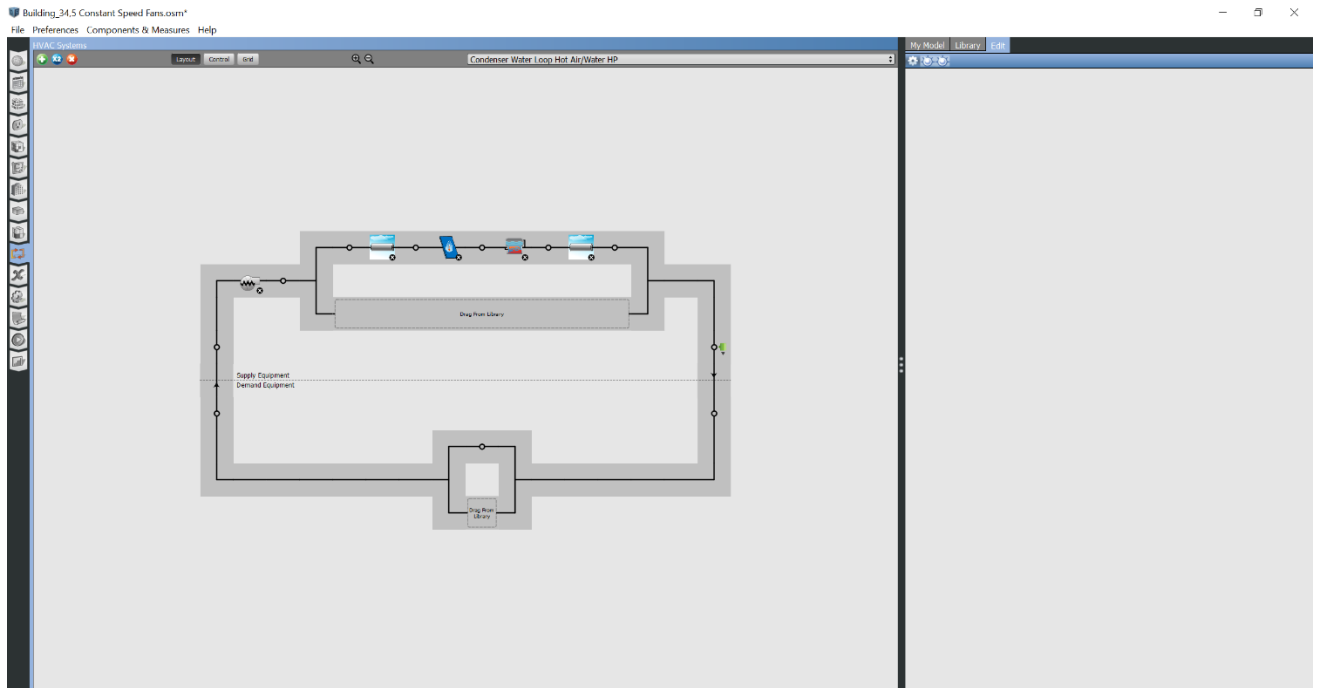 Building_34,5 Constant Speed Fans.osm*
File Preferences Components & Measures Help
HVAC Systems
My Model Library Edit
Layout Control Grid
Condenser Water Loop Hot Air/Water HP
Drag From Library
Supply Equipment
Demand Equipment
Drag From
Library